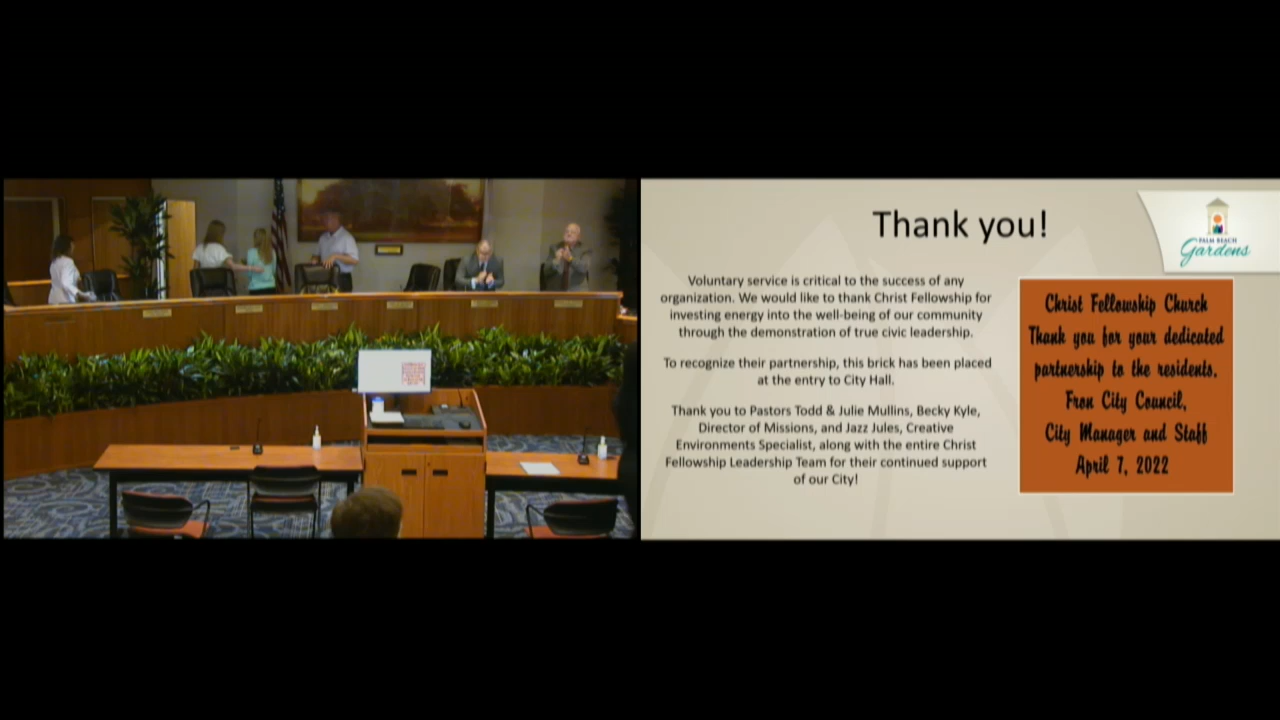 Thank you!
PALM BEACH
Gardens
Voluntary service is critical to the success of any
organization. We would like to thank Christ Fellowship for
investing energy into the well-being of our community
through the demonstration of true civic leadership.
To recognize their partnership, this brick has been placed
at the entry to City Hall.
Thank you to Pastors Todd & Julie Mullins, Becky Kyle,
Director of Missions, and Jazz Jules, Creative
Environments Specialist, along with the entire Christ
Fellowship Leadership Team for their continued support
of our City!
Christ Fellowship Church
Thank you for your dedicated
partnership to the residents.
Fron City Council,
City Manager and Staff
April 7, 2022